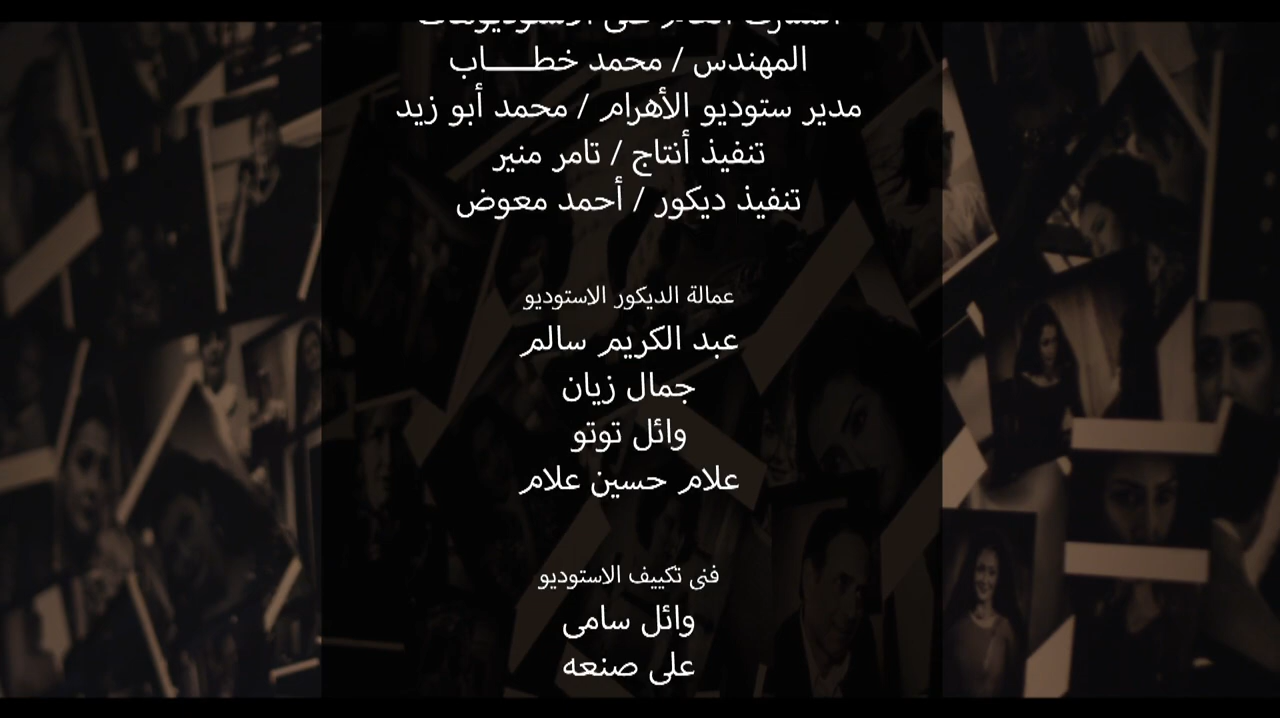 المهندس / محمد خطـــــاب
مدير ستوديو الأهرام / محمد أبو زيد
تنفيذ أنتاج / تامر منير
تنفيذ ديكور / أحمد معوض
عمالة الديكور الاستوديو
عبد الكريم سالم
جمال زيان
وائل توتو
علام حسين علام
فنى تكييف الاستوديو
وائل سامى
على صنعه